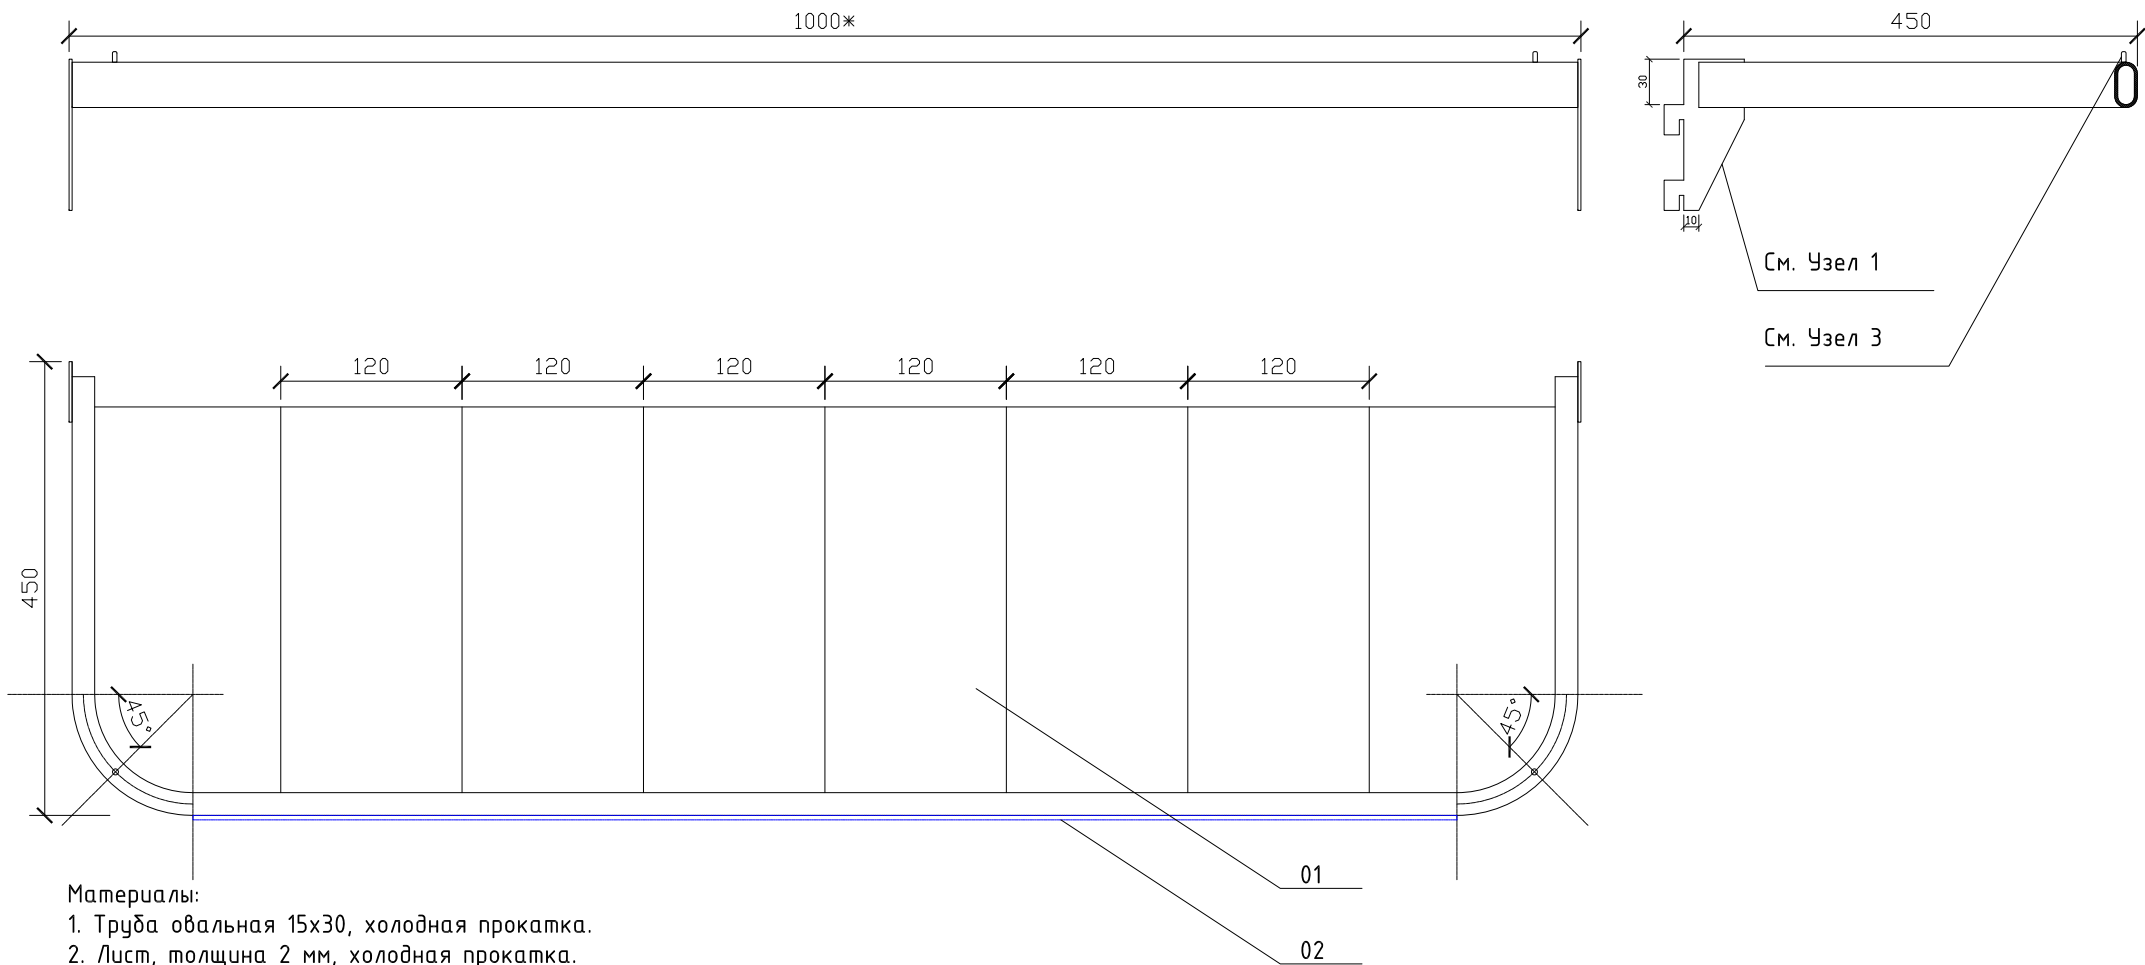 1000*
450
30
10
См. Узел 1
См. Узел 3
120 120 120 120 120 120
450
45°
45°
01
02
Материалы:
1. Труба овальная 15х30, холодная прокатка.
2. Лист, толщина 2 мм, холодная прокатка.